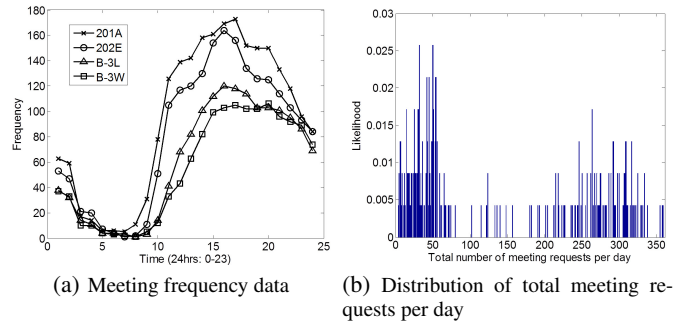 Frequency
180
160
140
120
100
80
60
40
20
0
201A
202E
B-3L
B-3W
0 5 10 15 20 25
Time (24hrs: 0-23)
(a) Meeting frequency data
Likelihood
0.03
0.025
0.02
0.015
0.01
0.005
0
0 50 100 150 200 250 300 350
Total number of meeting requests per day
(b) Distribution of total meeting re-
quests per day